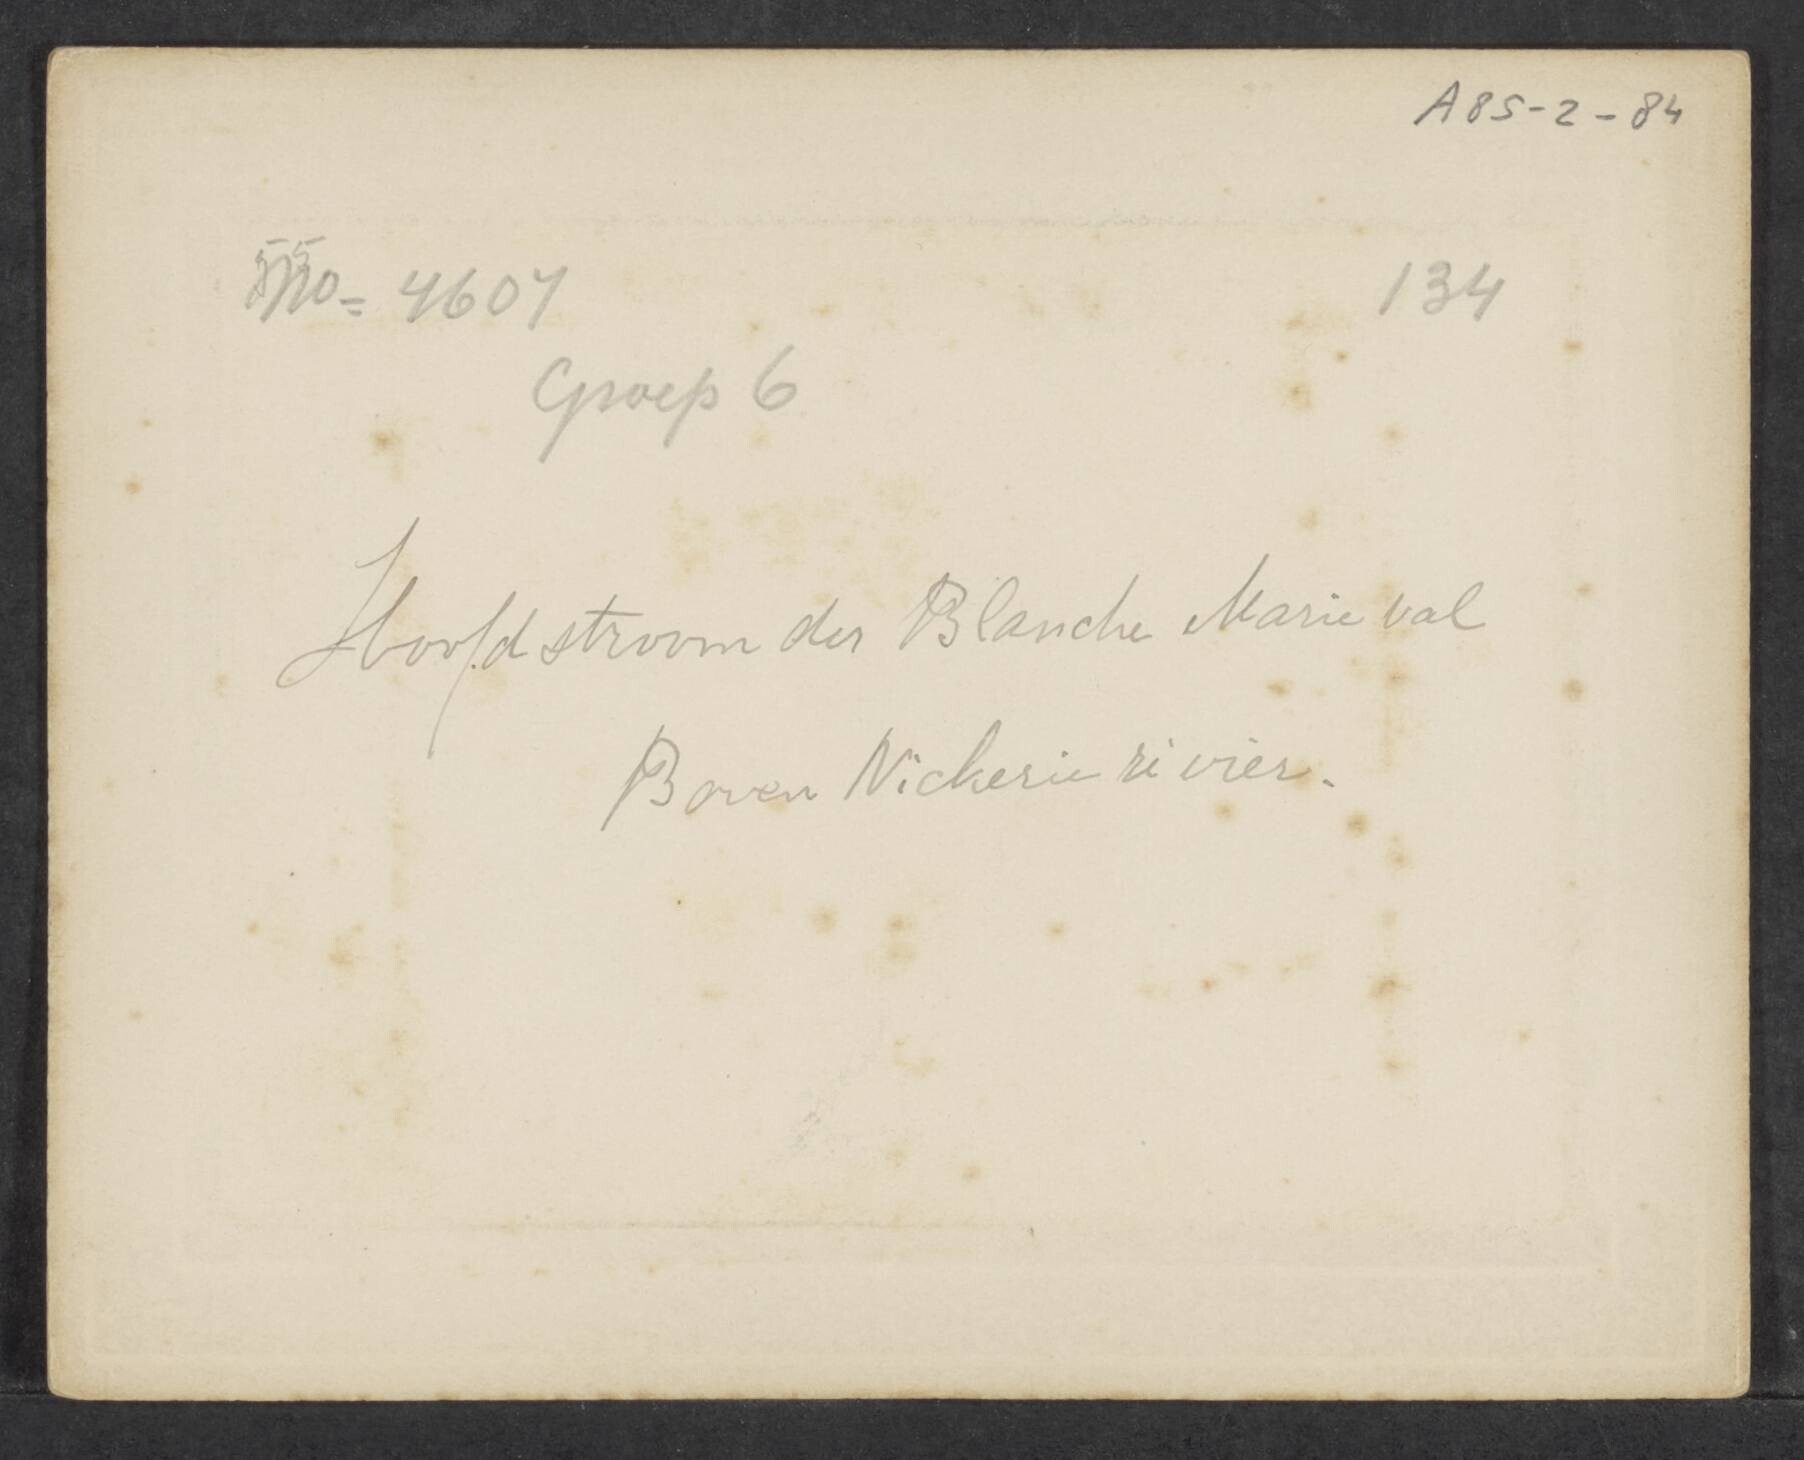 A85-2-84
No= 4607 134
Groep 6
Hoofdstroom der Blanche Marie val
Boven Nickerie rivier.